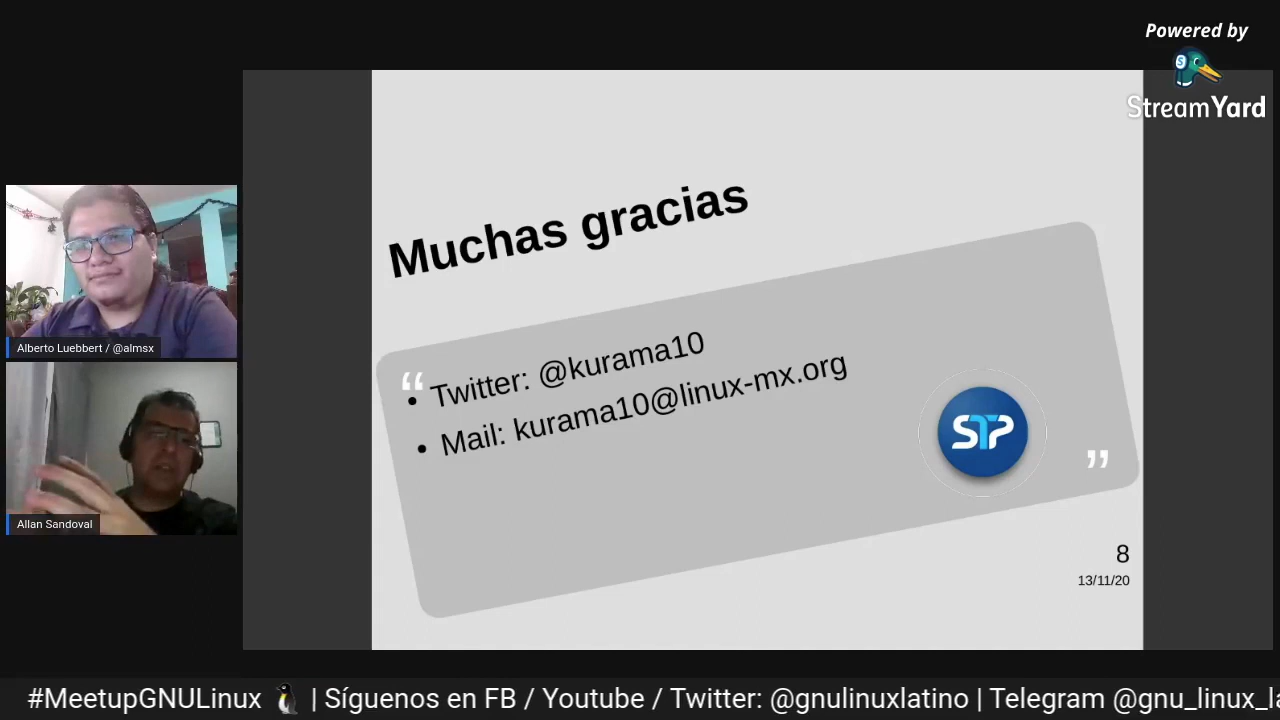 Powered by
StreamYard
Muchas gracias
“
• Twitter: @kurama10
• Mail: kurama10@linux-mx.org
STP
”
8
13/11/20
Alberto Luebbert / @almsx
Allan Sandoval
#MeetupGNULinux 🐧 | Síguenos en FB / Youtube / Twitter: @gnulinuxlatino | Telegram @gnu_linux_la